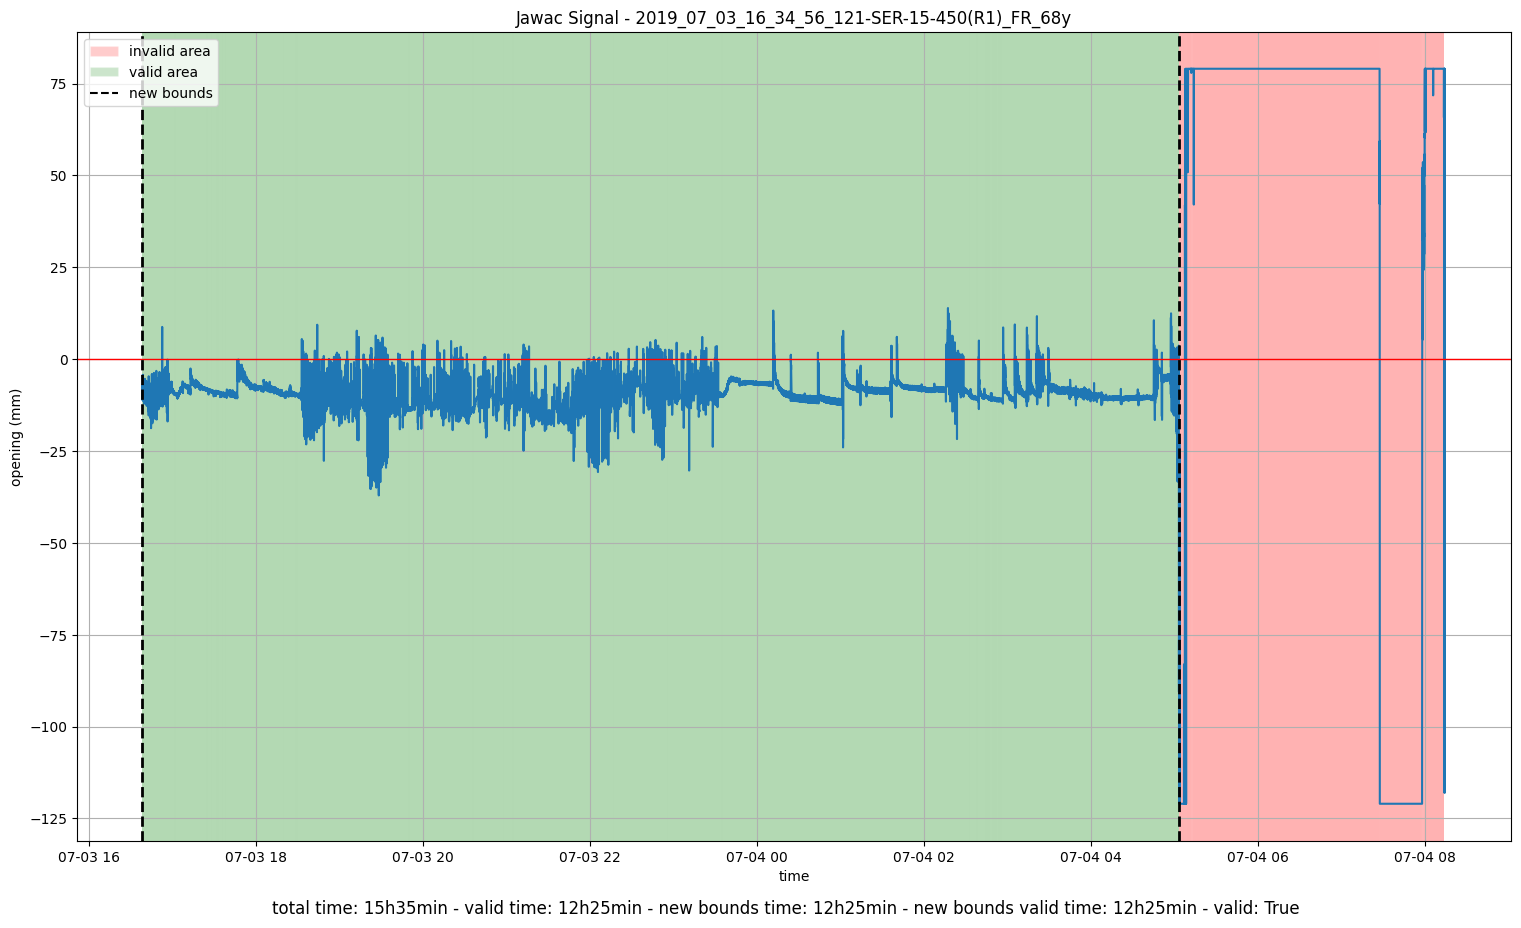 Jawac Signal - 2019_07_03_16_34_56_121-SER-15-450(R1)_FR_68y
invalid area
valid area
new bounds
75
50
25
0
−25
−50
−75
−100
−125
opening (mm)
07-03 16
07-03 18
07-03 20
07-03 22
07-04 00
07-04 02
07-04 04
07-04 06
07-04 08
time
total time: 15h35min - valid time: 12h25min - new bounds time: 12h25min - new bounds valid time: 12h25min - valid: True